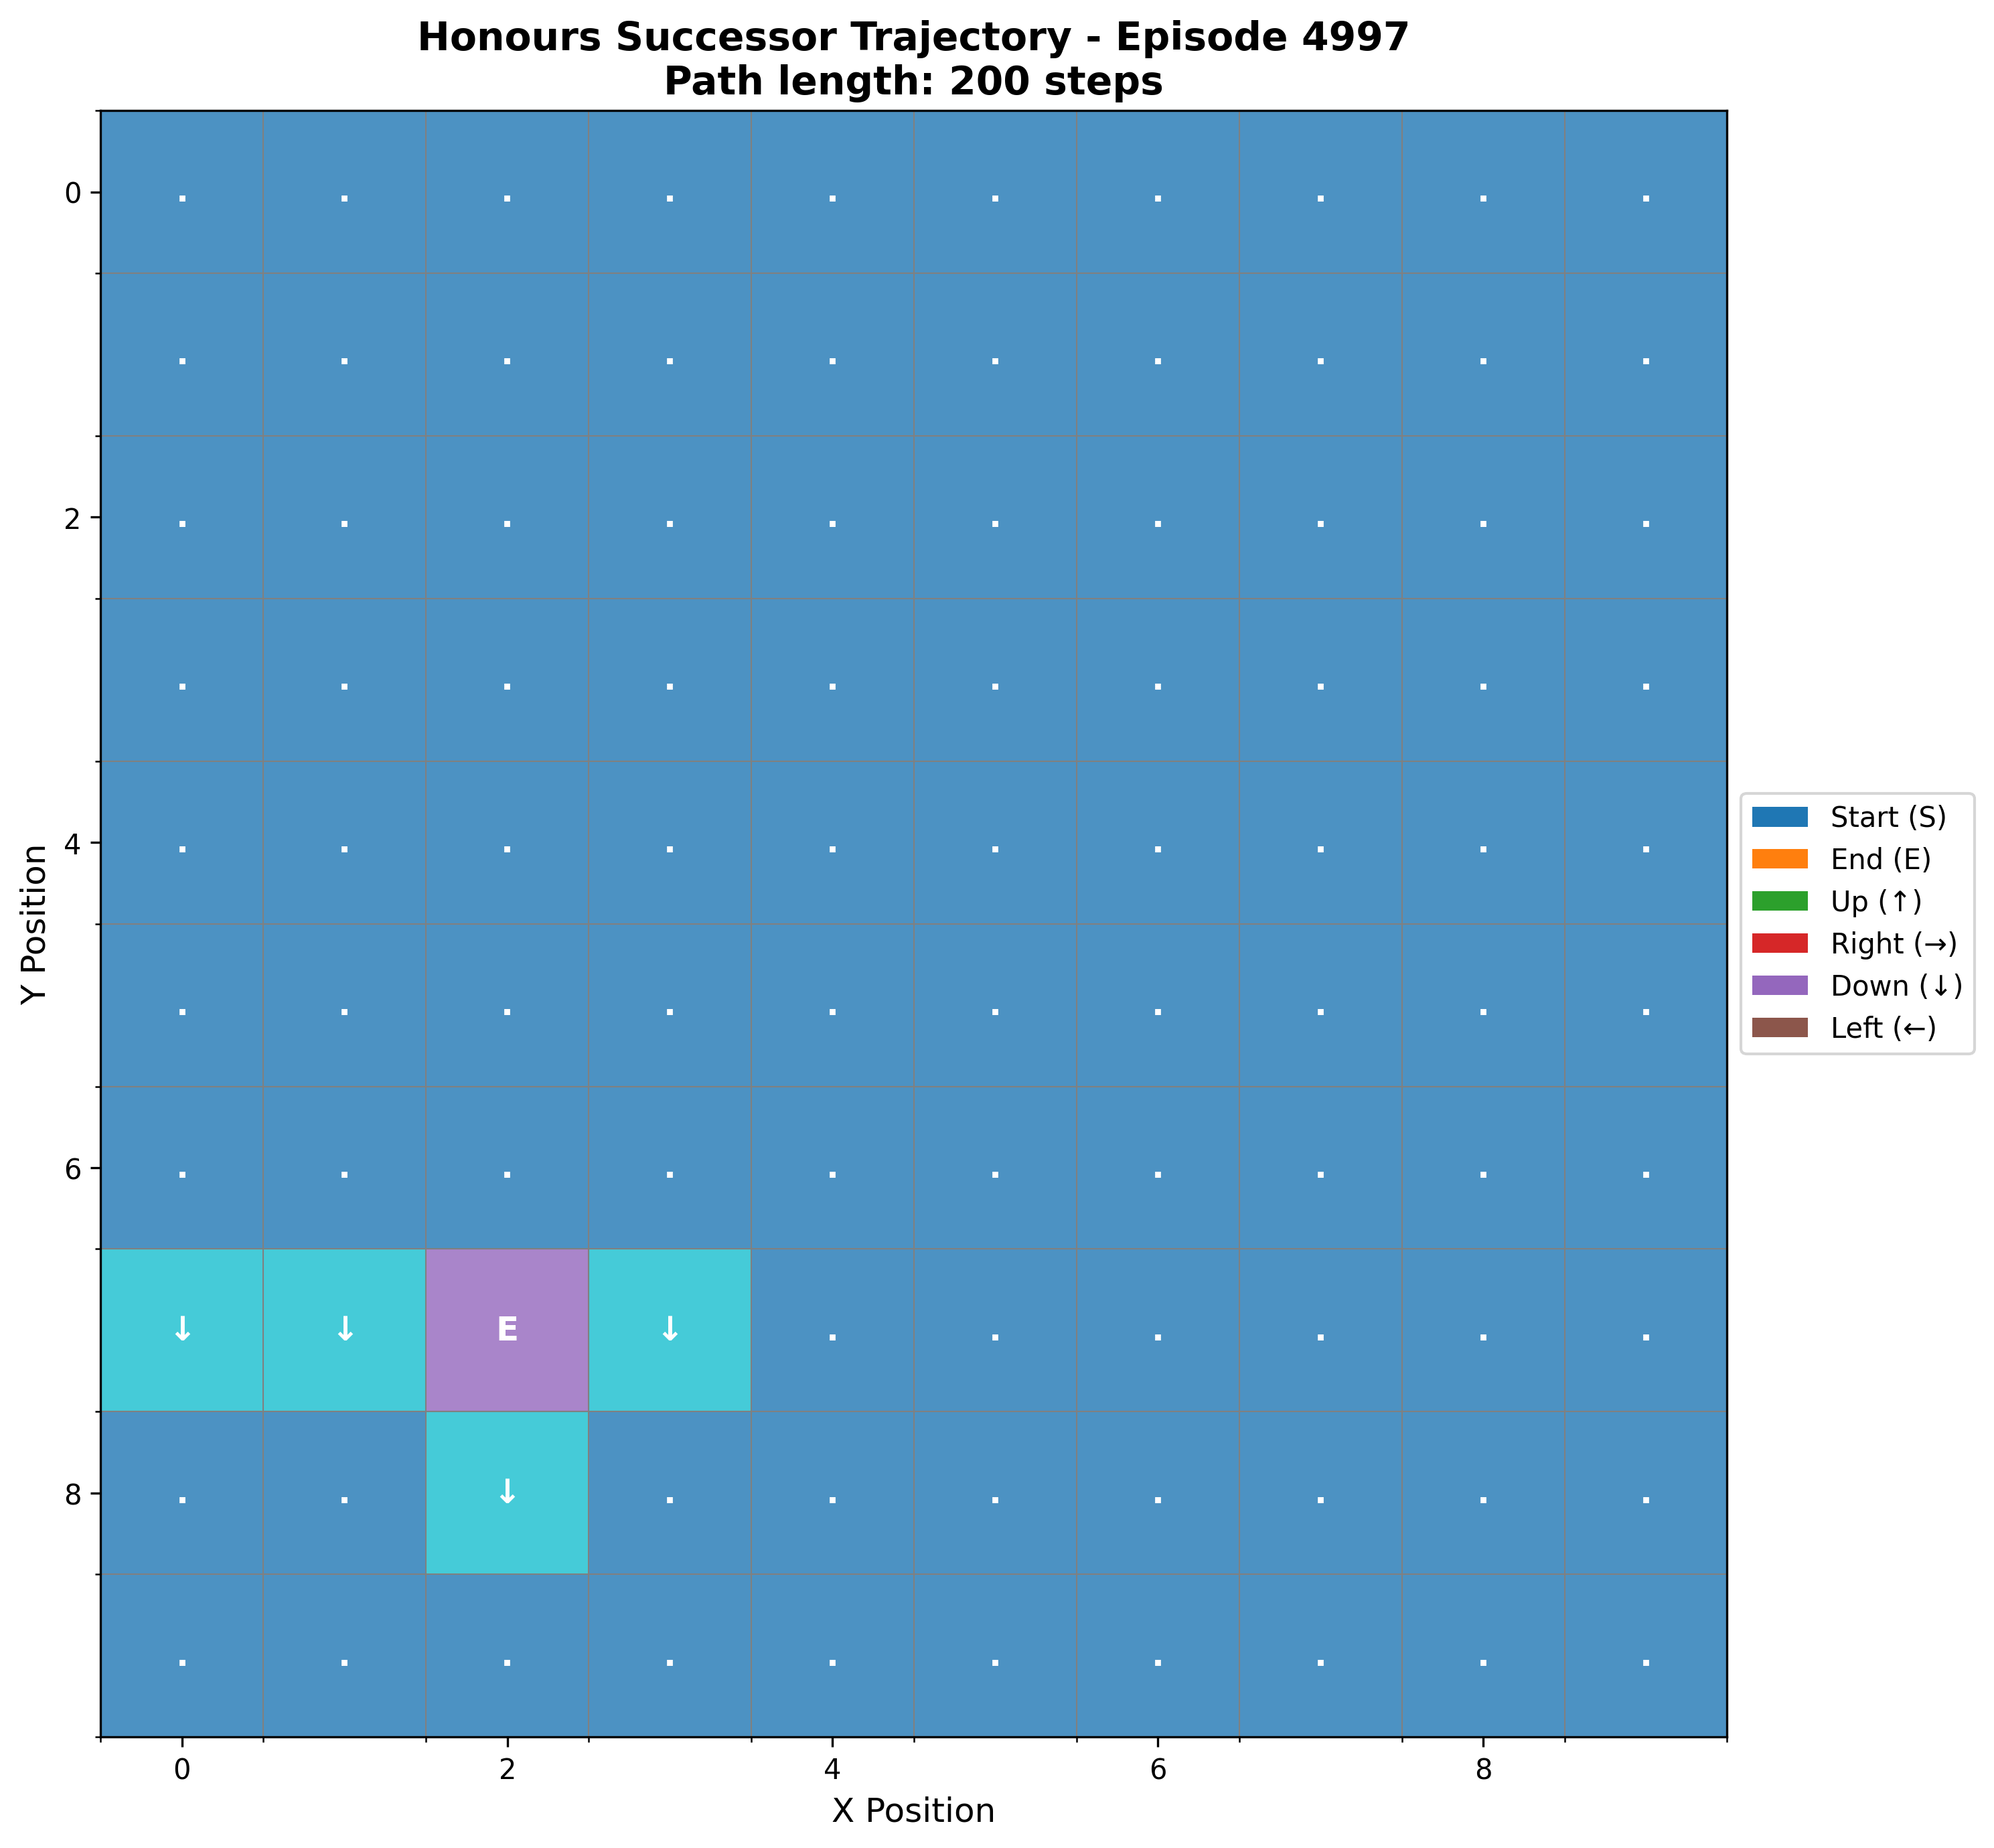 Honours Successor Trajectory - Episode 4997
Path length: 200 steps
0
2
4
Y Position
6
↓ ↓ E ↓
8
↓
0 2 4 6 8
X Position
Start (S)
End (E)
Up (↑)
Right (→)
Down (↓)
Left (←)